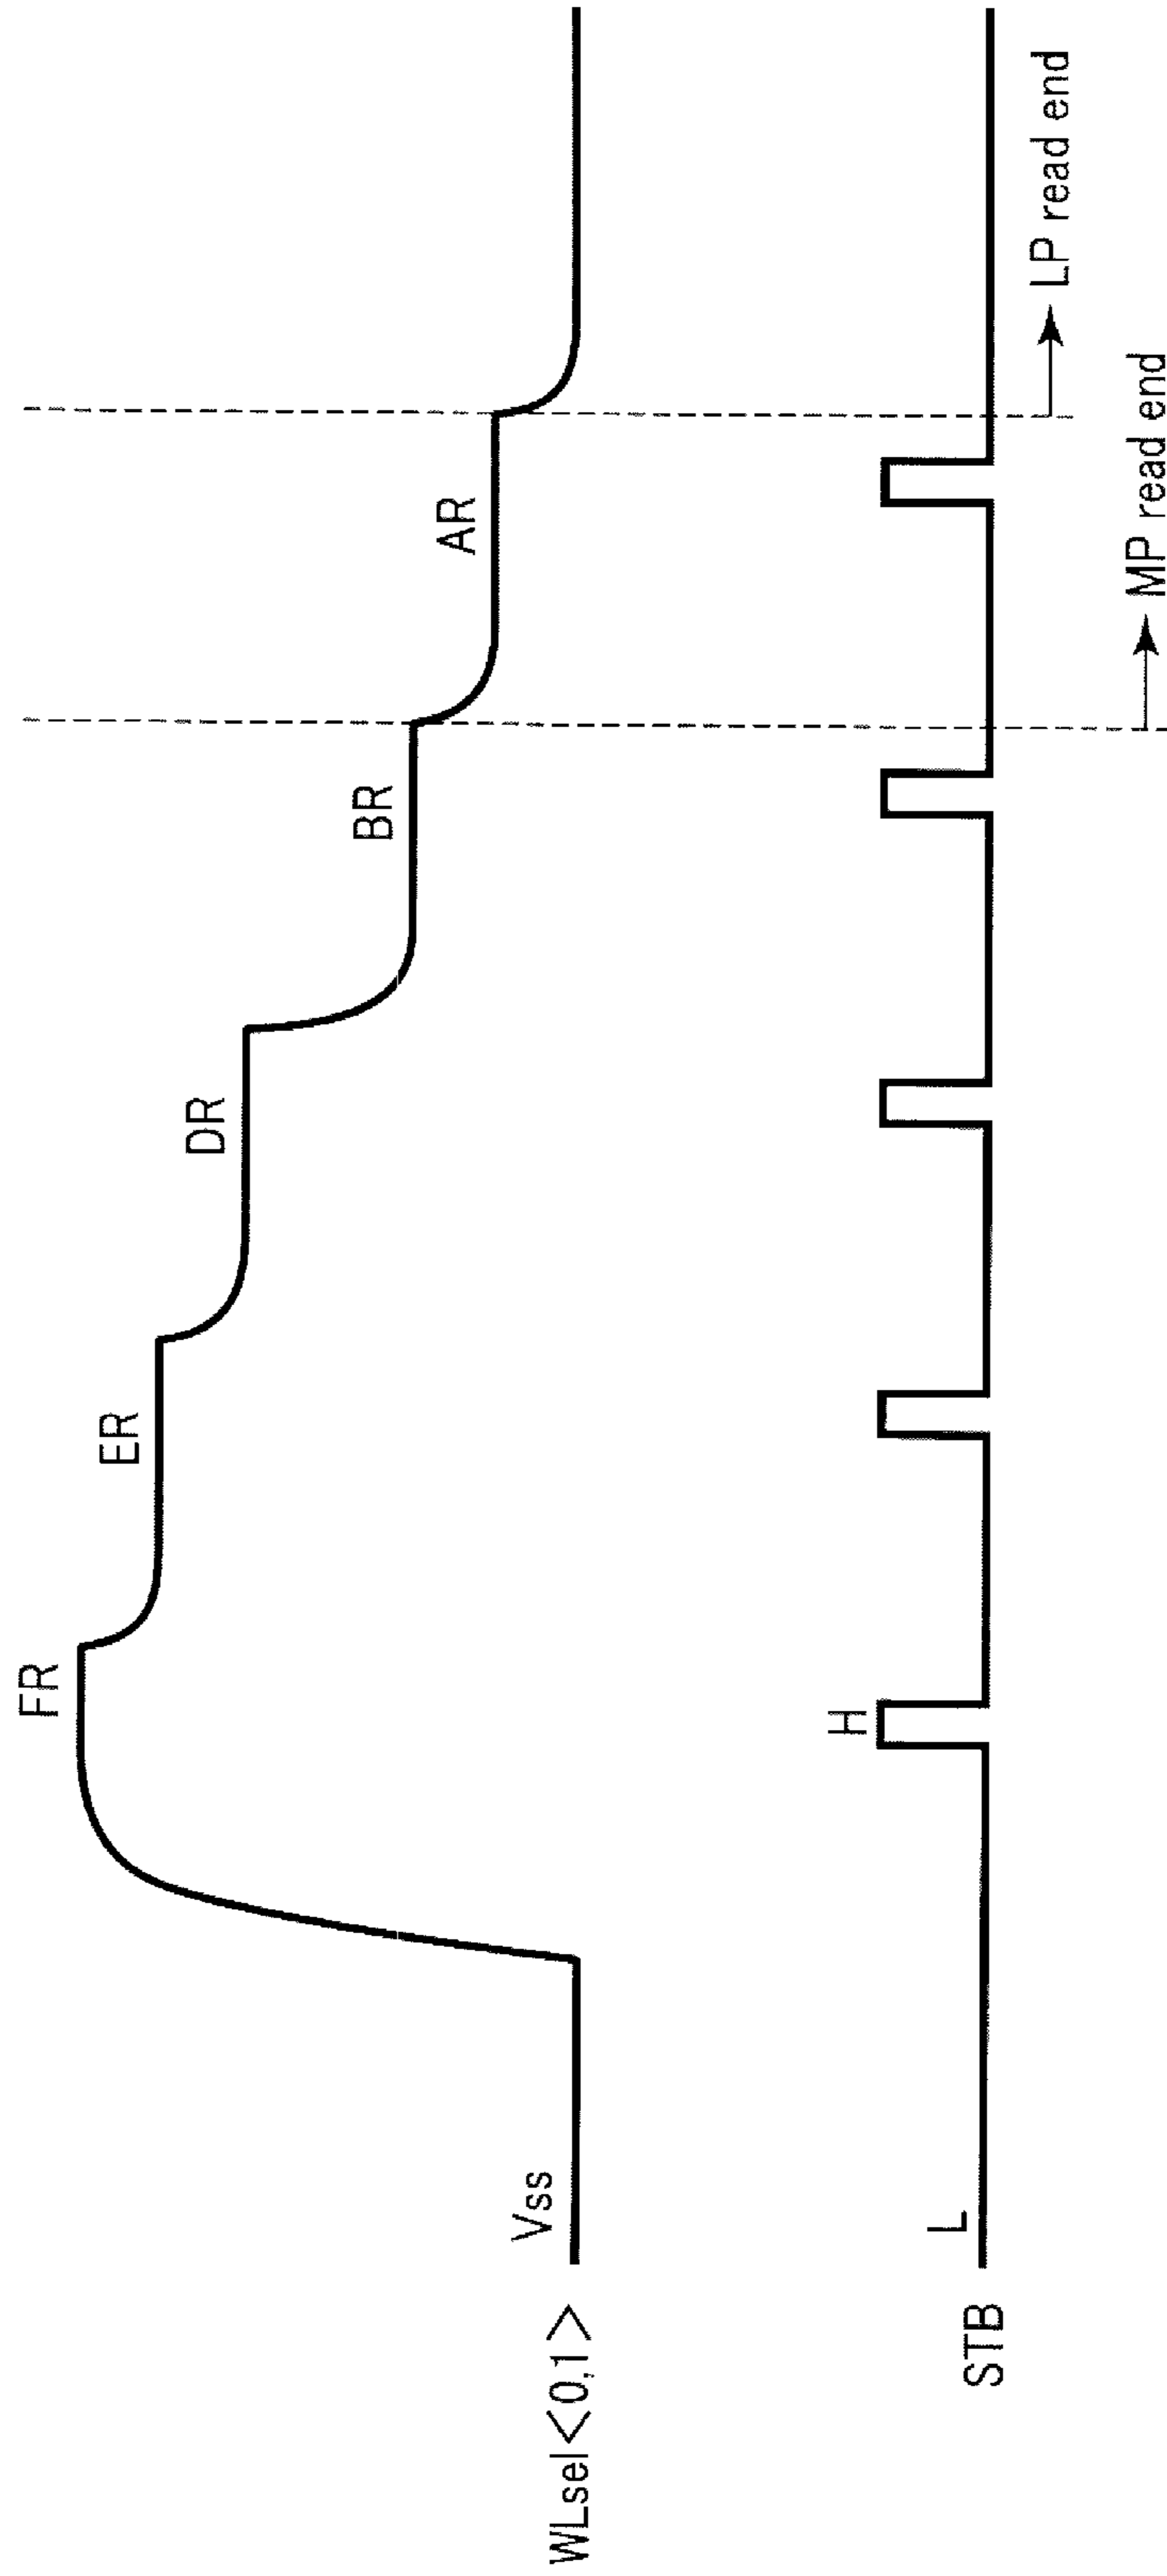 FR
ER
DR
BR
AR
Vss
WLsel<0,1>
H
L
STB
LP read end
MP read end